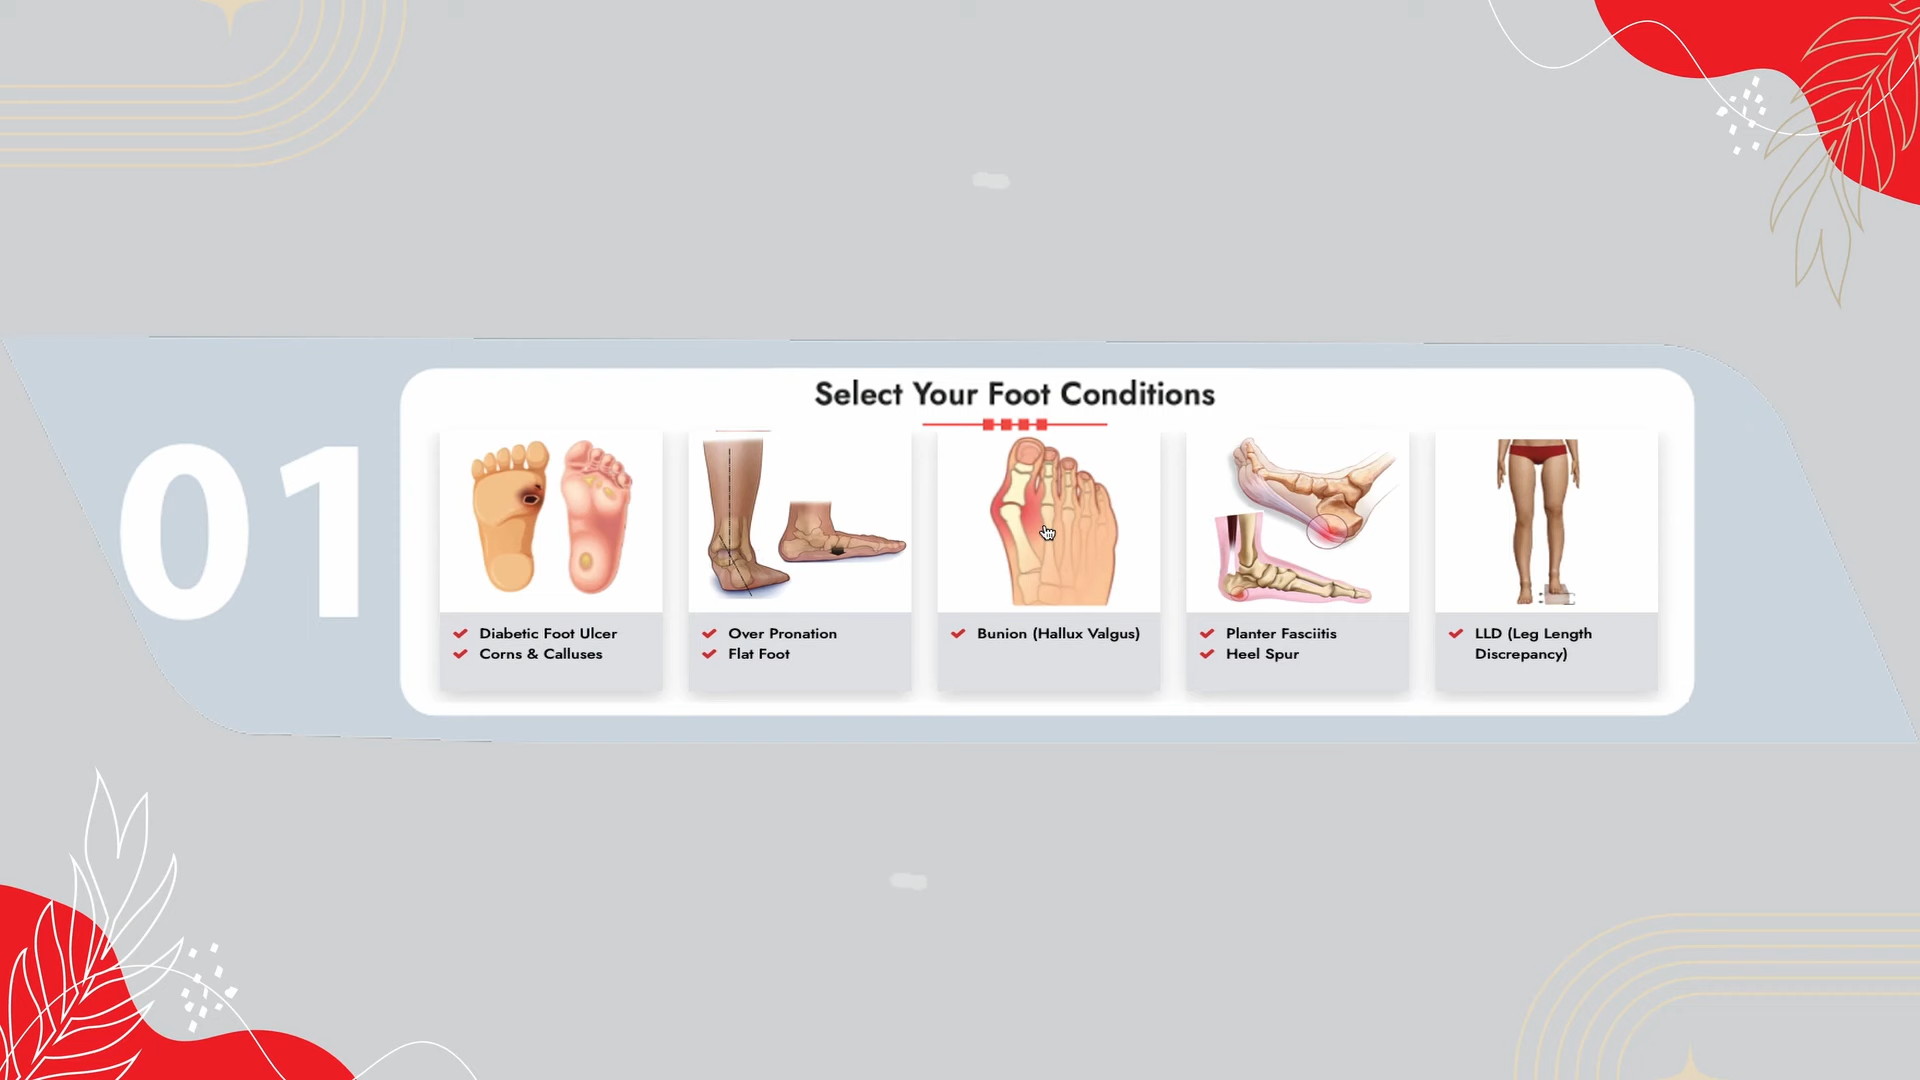 01
Select Your Foot Conditions
Diabetic Foot Ulcer
Corns & Calluses
Over Pronation
Flat Foot
Bunion (Hallux Valgus)
Planter Fasciitis
Heel Spur
LLD (Leg Length
Discrepancy)